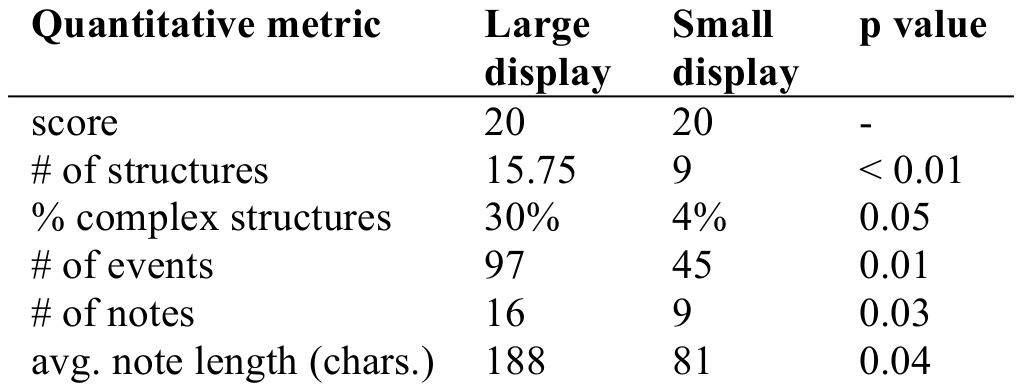 Quantitative metric Large display Small display p value
score 20 20 -
# of structures 15.75 9 < 0.01
% complex structures 30% 4% 0.05
# of events 97 45 0.01
# of notes 16 9 0.03
avg. note length (chars.) 188 81 0.04